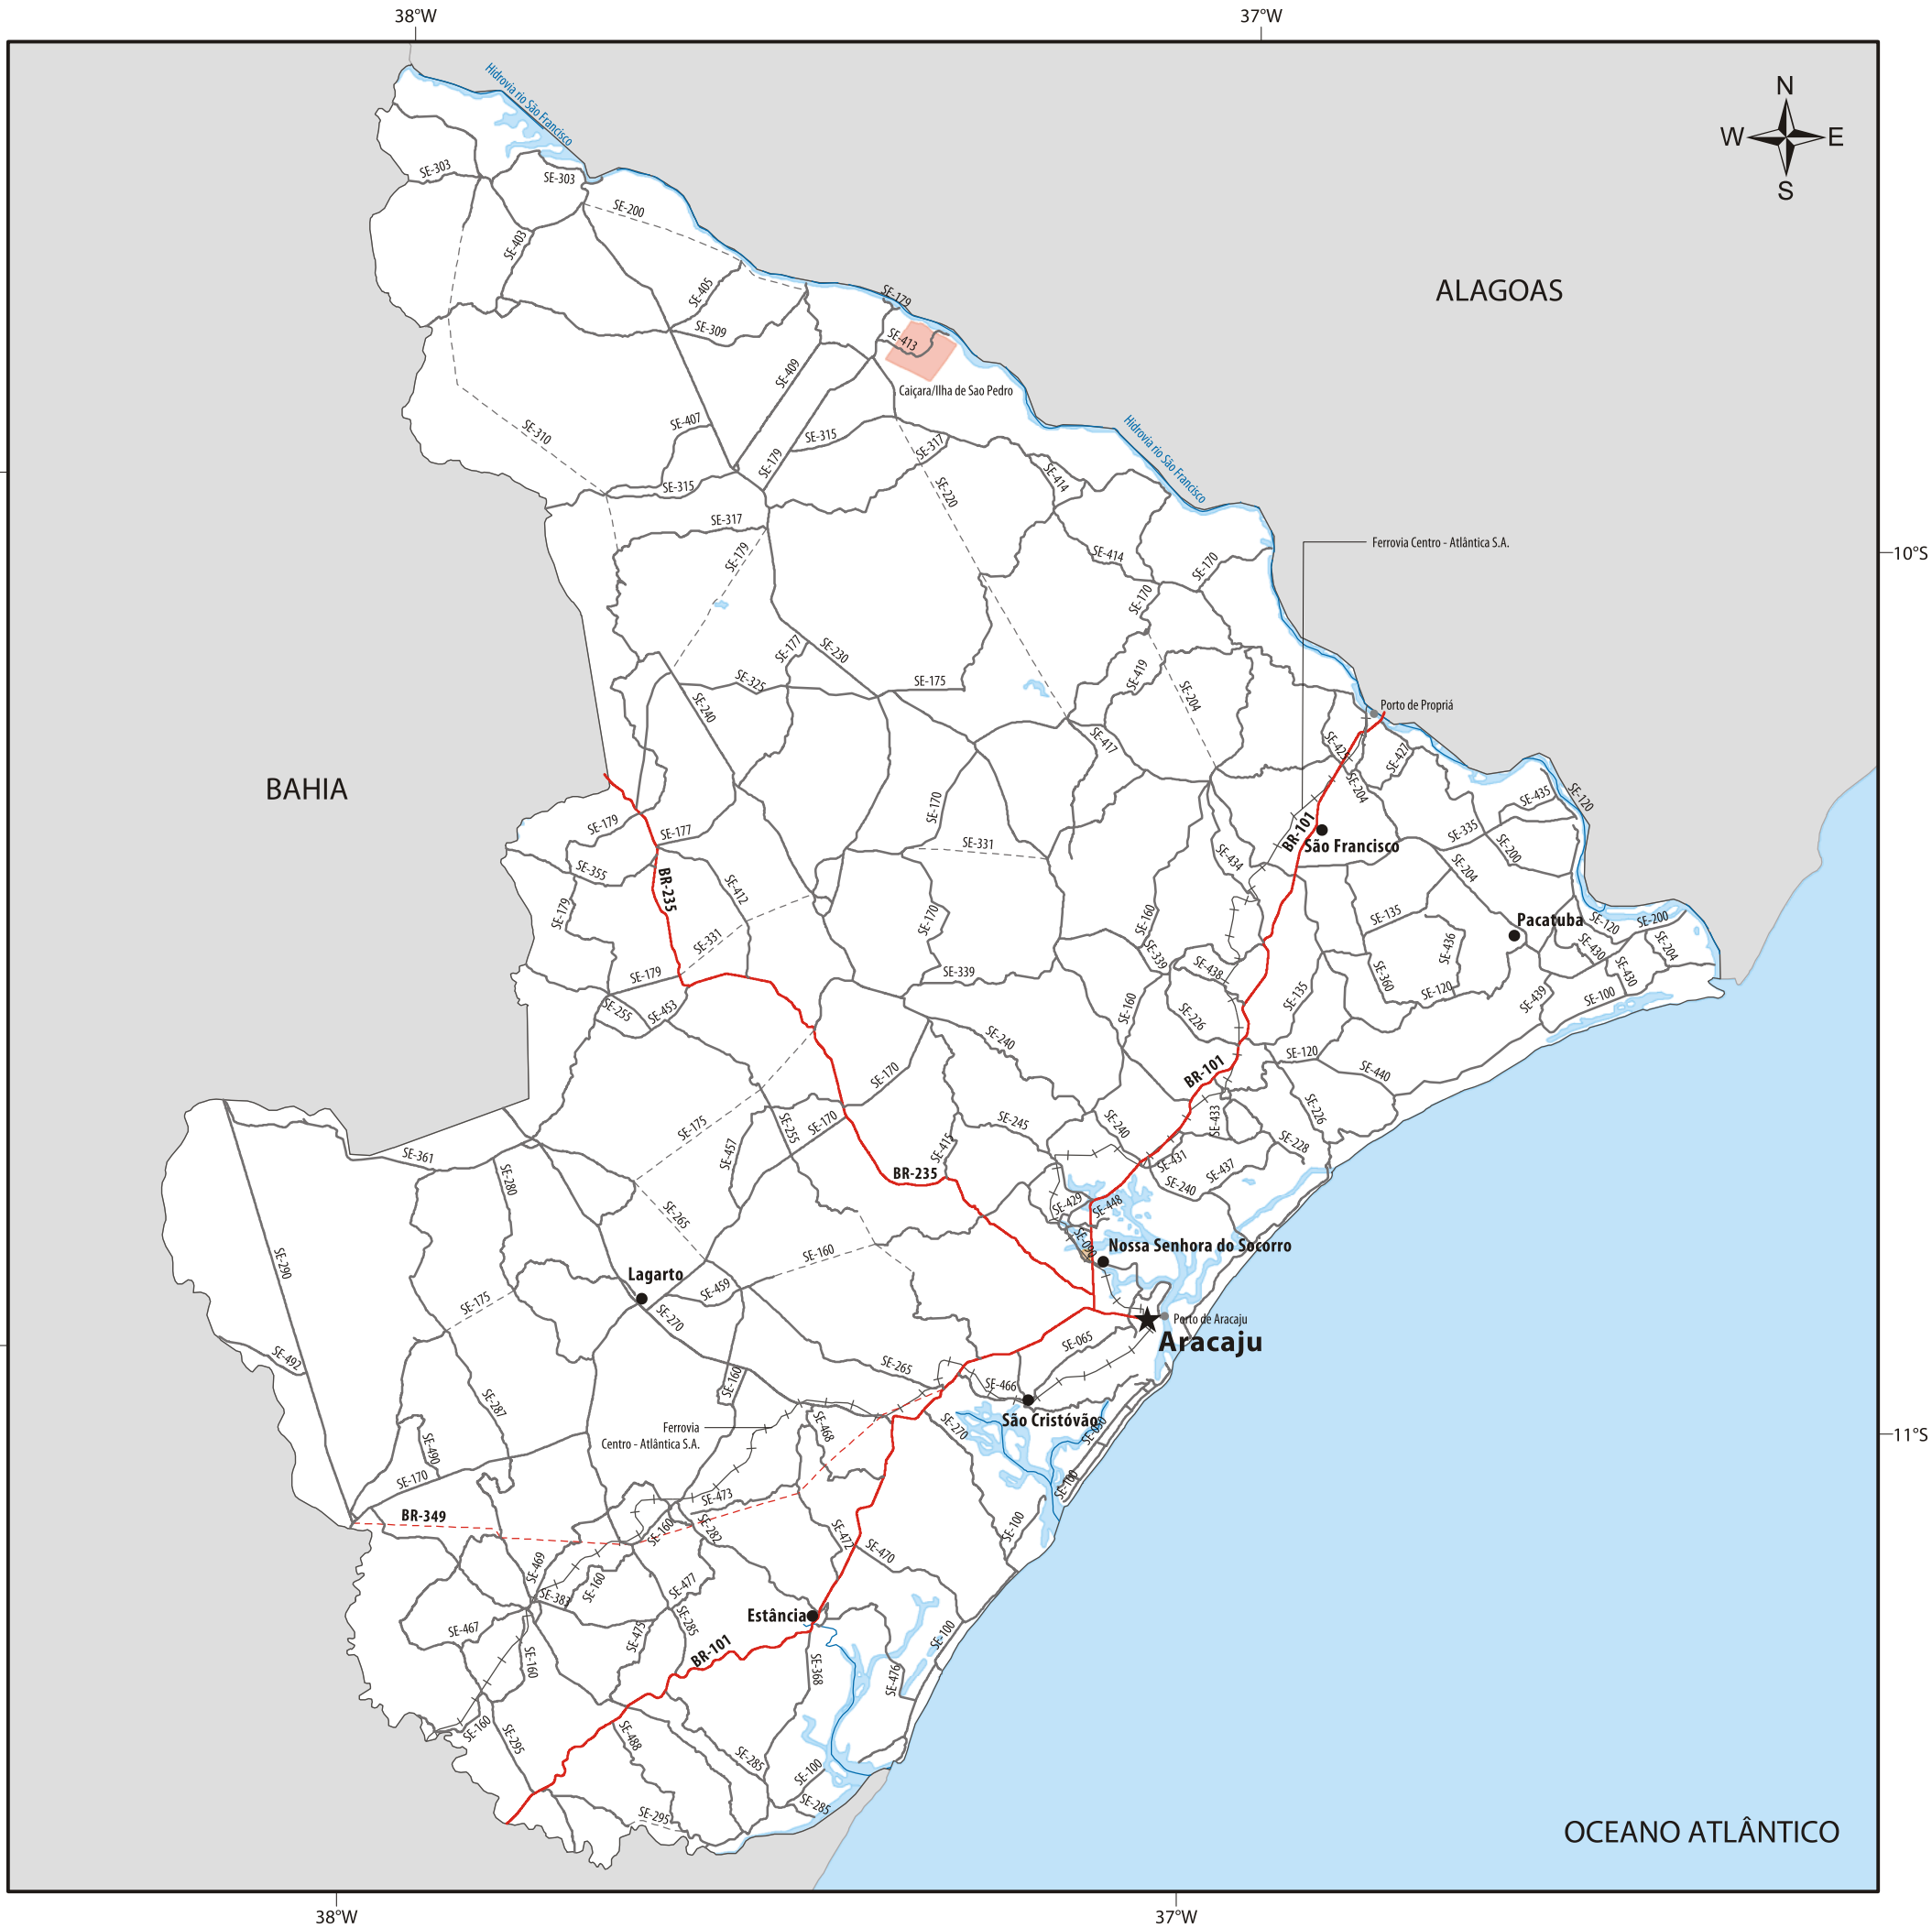 38°W
37°W
Hidrovia rio São Francisco
N
W
E
S
SE-303
SE-303
SE-200
SE-403
SE-405
SE-179
ALAGOAS
SE-309
SE-413
SE-409
Caiçara/Ilha de Sao Pedro
SE-407
SE-310
SE-315
SE-317
Hidrovia rio São Francisco
SE-179
SE-414
SE-315
SE-220
SE-317
Ferrovia Centro - Atlântica S.A.
10°S
SE-179
SE-414
SE-170
SE-170
SE-177
SE-230
SE-325
SE-175
SE-419
SE-204
SE-240
Porto de Propriá
SE-417
SE-425
SE-427
BAHIA
SE-204
SE-435
SE-120
SE-170
SE-179
SE-177
BR-101
SE-335
SE-331
São Francisco
SE-200
SE-434
SE-204
SE-355
SE-412
BR-235
SE-179
SE-170
SE-160
SE-135
Pacatuba
SE-120
SE-200
SE-331
SE-436
SE-430
SE-204
SE-339
SE-438
SE-179
SE-339
SE-360
SE-430
SE-120
SE-439
SE-100
SE-135
SE-255
SE-453
SE-160
SE-226
SE-240
SE-120
BR-101
SE-440
SE-170
SE-226
SE-175
SE-255
SE-170
SE-245
SE-240
SE-433
SE-228
SE-361
SE-457
SE-415
SE-431
SE-437
SE-280
BR-235
SE-240
SE-429
SE-448
SE-265
SE-090
Nossa Senhora do Socorro
SE-290
SE-160
Lagarto
SE-459
SE-175
SE-270
Porto de Aracaju
Aracaju
SE-065
SE-492
SE-265
SE-160
SE-466
SE-287
São Cristóvão
SE-468
SE-270
SE-050
Ferrovia
Centro - Atlântica S.A.
11°S
SE-490
SE-170
SE-100
SE-473
BR-349
SE-160
SE-282
SE-472
SE-100
SE-470
SE-469
SE-160
SE-477
SE-383
Estância
SE-285
SE-467
SE-475
SE-100
BR-101
SE-160
SE-368
SE-476
SE-160
SE-295
SE-488
SE-285
SE-100
SE-285
SE-295
OCEANO ATLÂNTICO
38°W
37°W